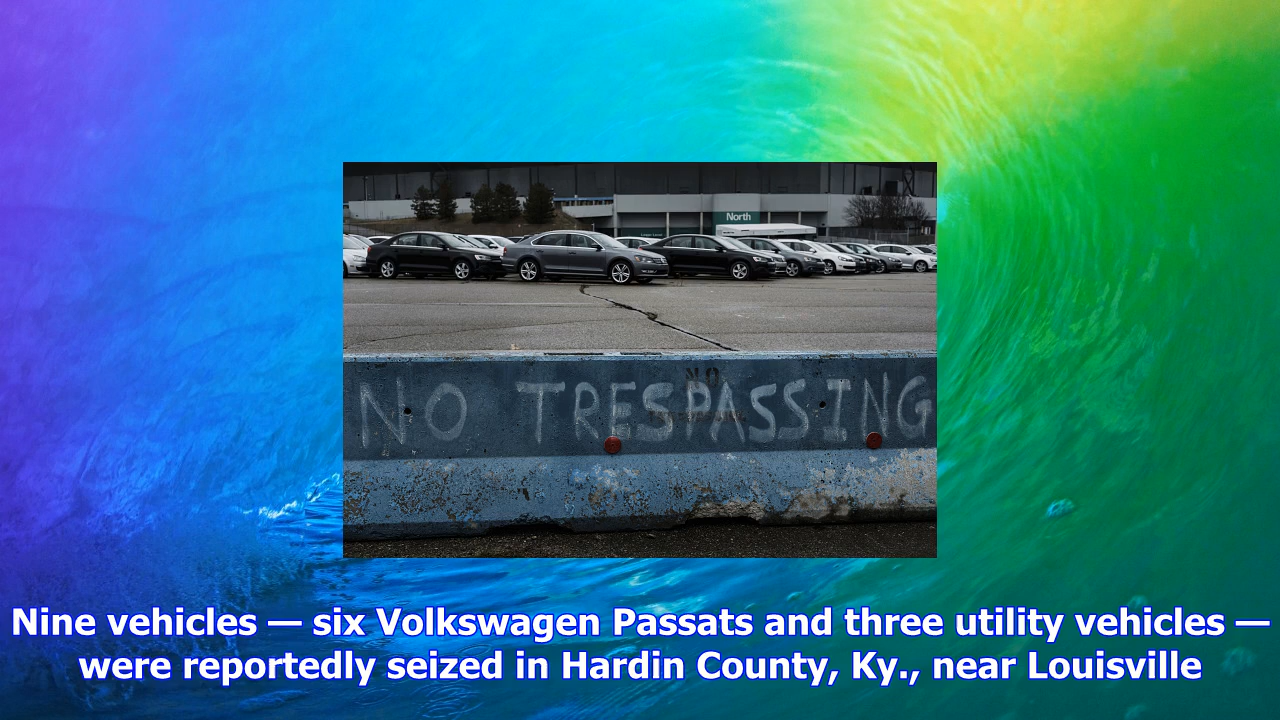 North
NO
NO TRESPASSING
Nine vehicles — six Volkswagen Passats and three utility vehicles —
were reportedly seized in Hardin County, Ky., near Louisville